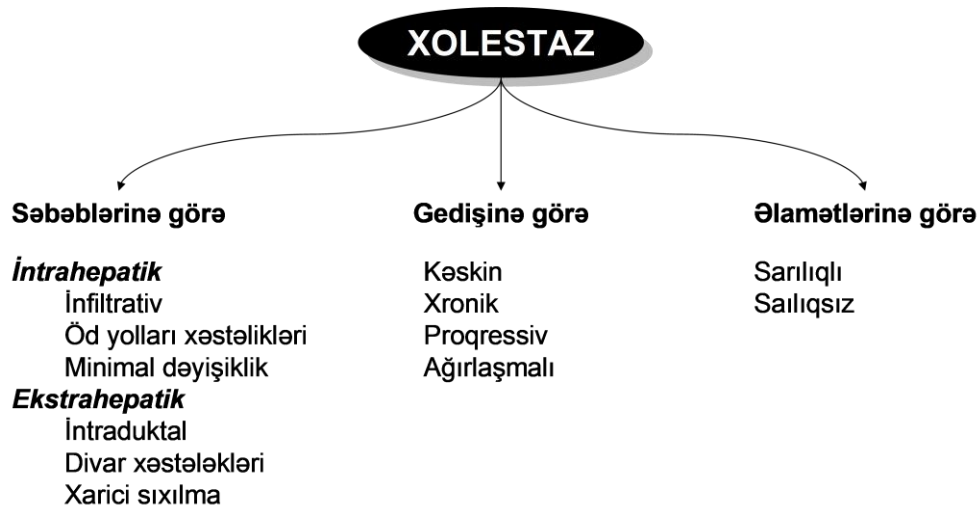 XOLESTAZ
Səbəblərinə görə
İntrahepatik
İnfiltrativ
Öd yolları xəstəlikləri
Minimal dəyişiklik
Ekstrahepatik
İntraduktal
Divar xəstələkləri
Xarici sıxılma
Gedişinə görə
Kəskin
Xronik
Proqressiv
Ağırlaşmalı
Əlamətlərinə görə
Sarılıqlı
Saılıqsız